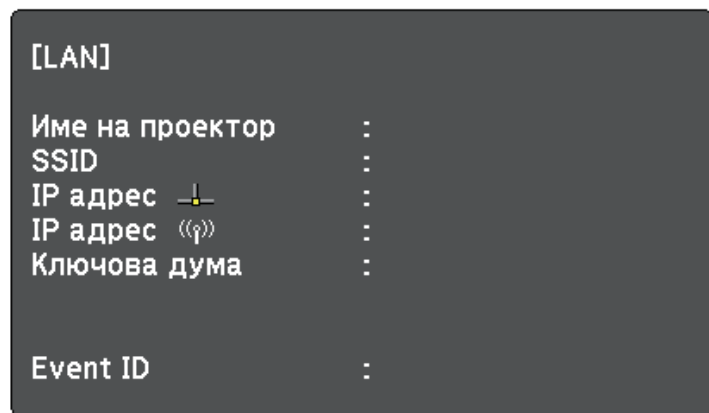 [LAN]
Име на проектор :
SSID :
IP адрес :
IP адрес :
Ключова дума :
Event ID :